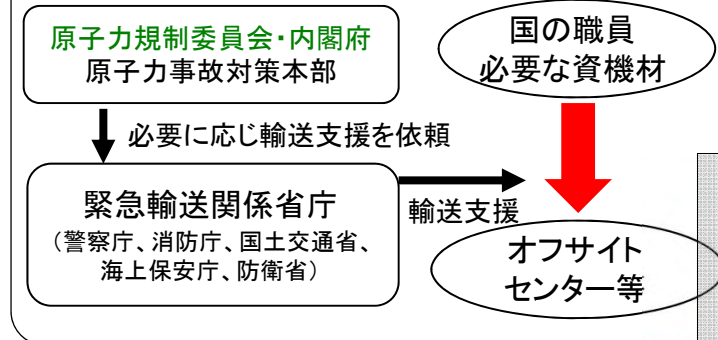 原子力規制委員会・内閣府
原子力事故対策本部
国の職員
必要な資機材
必要に応じ輸送支援を依頼
緊急輸送関係省庁
（警察庁、消防庁、国土交通省、
海上保安庁、防衛省）
輸送支援
オフサイト
センター等